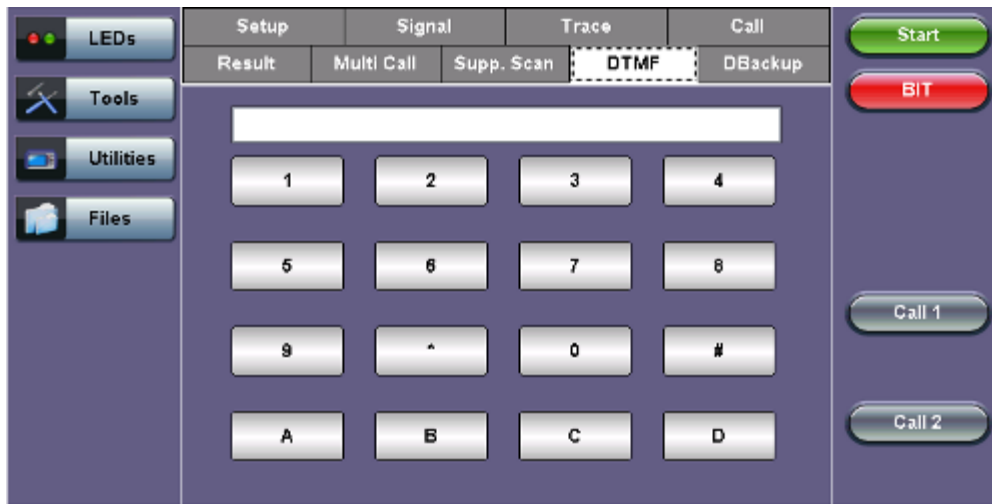 LEDs
Tools
Utilities
Files
Setup Signal Trace Call
Result Multi Call Supp. Scan DTMF DBackup
1 2 3 4
5 6 7 8
9 * 0 #
A B C D
Start
BIT
Call 1
Call 2